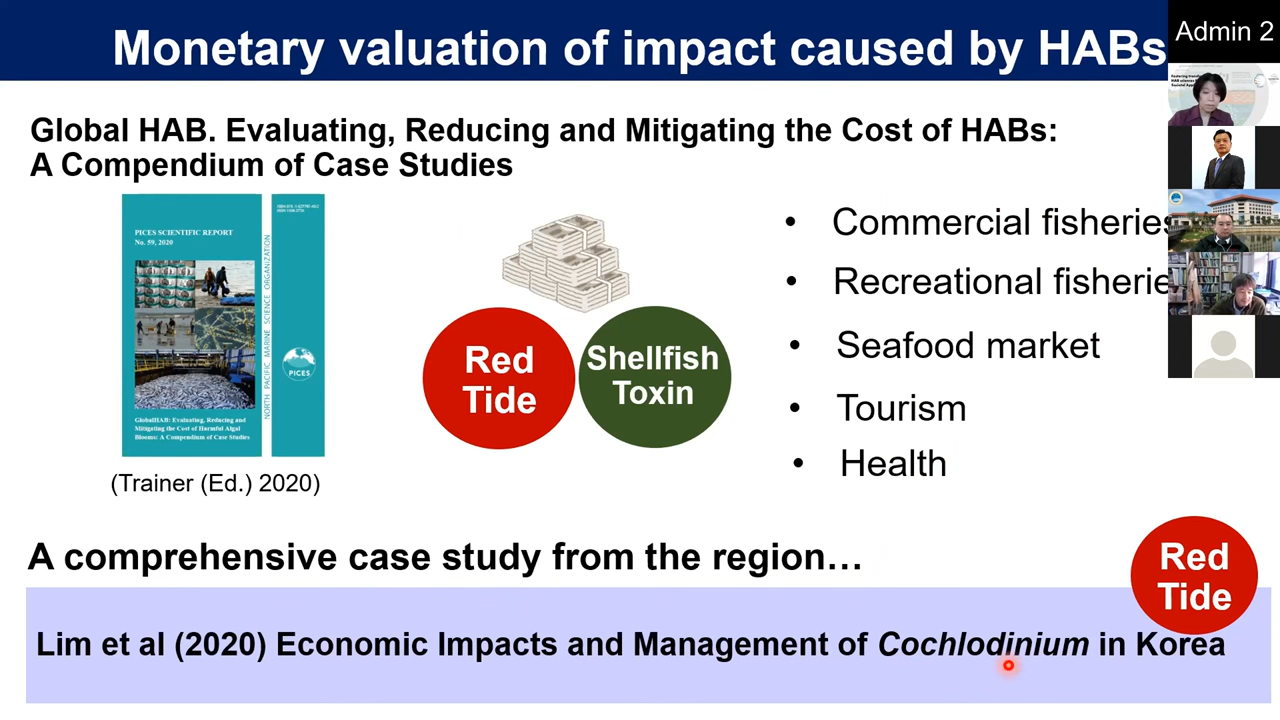 Monetary valuation of impact caused by HABs
Admin 2
Global HAB. Evaluating, Reducing and Mitigating the Cost of HABs:
A Compendium of Case Studies
PICES SCIENTIFIC REPORT
No. 59, 2020
NORTH PACIFIC MARINE SCIENCE ORGANIZATION
PICES
GlobalHAB: Evaluating, Reducing and
Mitigating the Cost of Harmful Algal
Blooms: A Compendium of Case Studies
(Trainer (Ed.) 2020)
Red
Tide
Shellfish
Toxin
• Commercial fisheries
• Recreational fisherie
• Seafood market
• Tourism
• Health
A comprehensive case study from the region…
Red
Tide
Lim et al (2020) Economic Impacts and Management of Cochlodinium in Korea